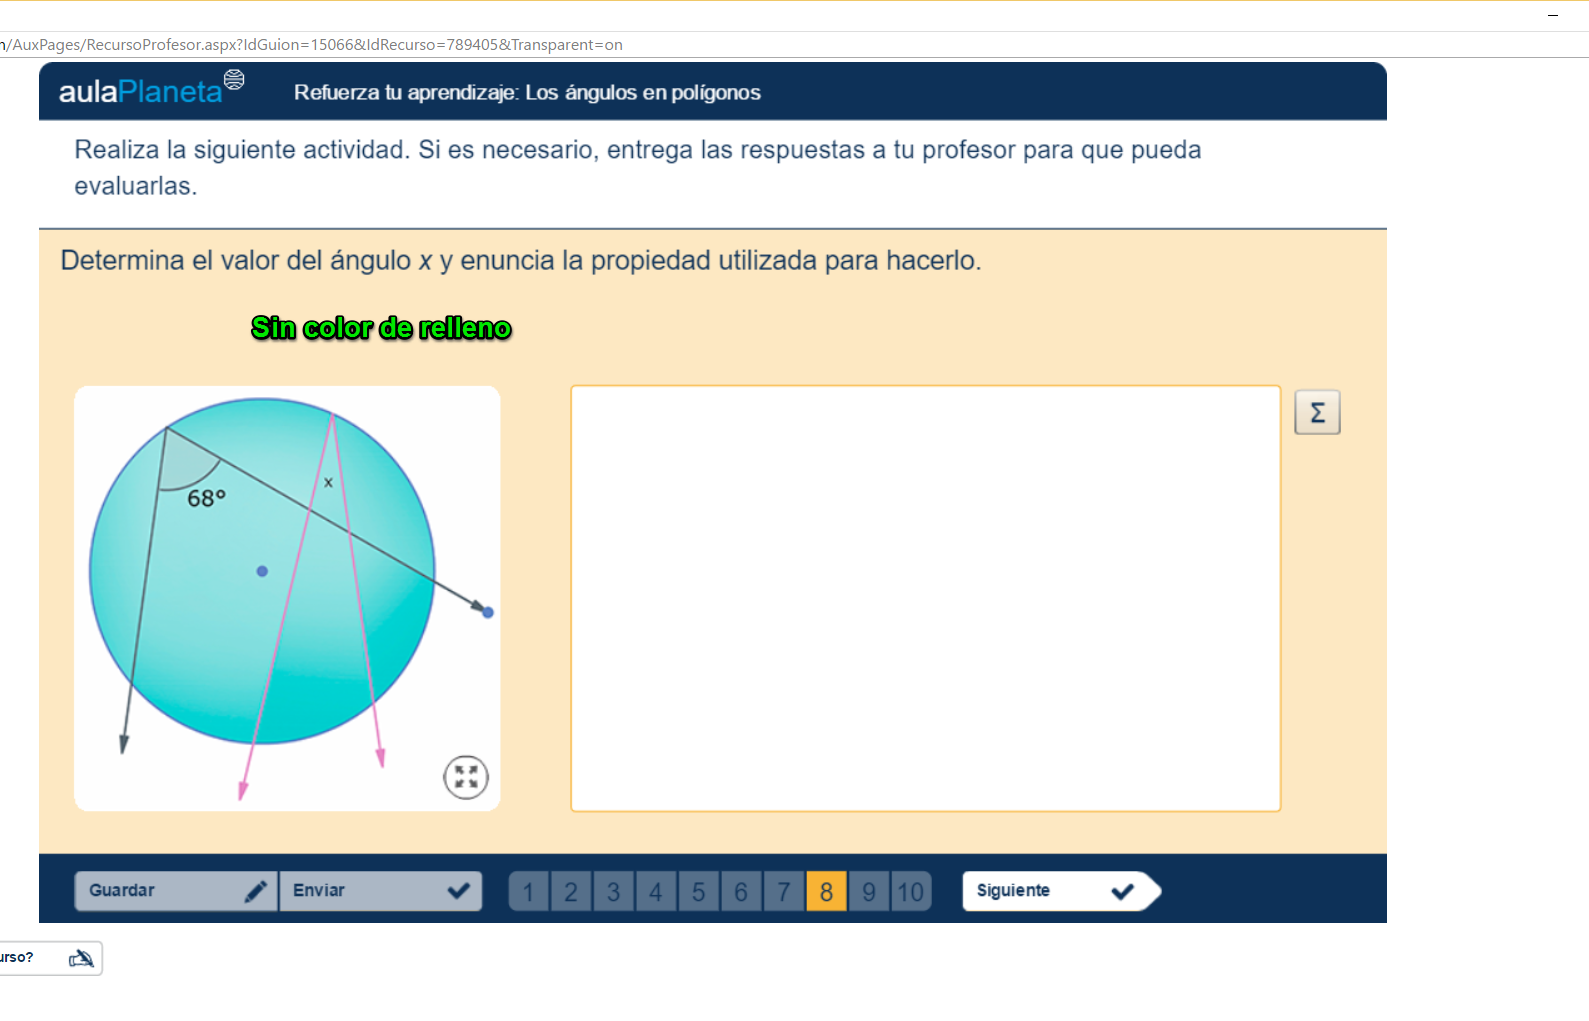 /AuxPages/RecursoProfesor.aspx?IdGuion=15066&IdRecurso=789405&Transparent=on
aulaPlaneta
Refuerza tu aprendizaje: Los ángulos en polígonos
Realiza la siguiente actividad. Si es necesario, entrega las respuestas a tu profesor para que pueda
evaluarlas.
Determina el valor del ángulo x y enuncia la propiedad utilizada para hacerlo.
Sin color de relleno
68º
x
Σ
Guardar
Enviar
1 2 3 4 5 6 7 8 9 10
Siguiente
urso?